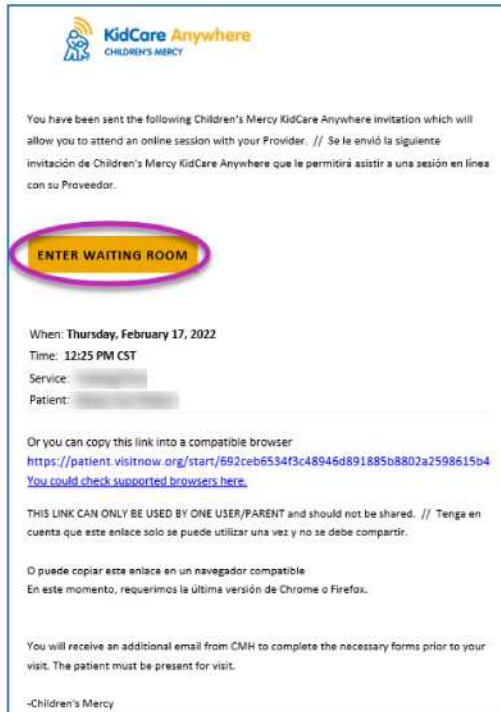 KidCare Anywhere
CHILDREN'S MERCY
You have been sent the following Children's Mercy KidCare Anywhere invitation which will
allow you to attend an online session with your Provider. // Se le envió la siguiente
invitación de Children's Mercy KidCare Anywhere que le permitirá asistir a una sesión en línea
con su Proveedor.
ENTER WAITING ROOM
When: Thursday, February 17, 2022
Time: 12:25 PM CST
Service:
Patient:
Or you can copy this link into a compatible browser
https://patient.visitnow.org/start/692ceb6534f3c48946d891885b8802a2598615b4
You could check supported browsers here.
THIS LINK CAN ONLY BE USED BY ONE USER/PARENT and should not be shared. // Tenga en
cuenta que este enlace solo se puede utilizar una vez y no se debe compartir.
O puede copiar este enlace en un navegador compatible
En este momento, requerimos la última versión de Chrome o Firefox.
You will receive an additional email from CMH to complete the necessary forms prior to your
visit. The patient must be present for visit.
-Children's Mercy